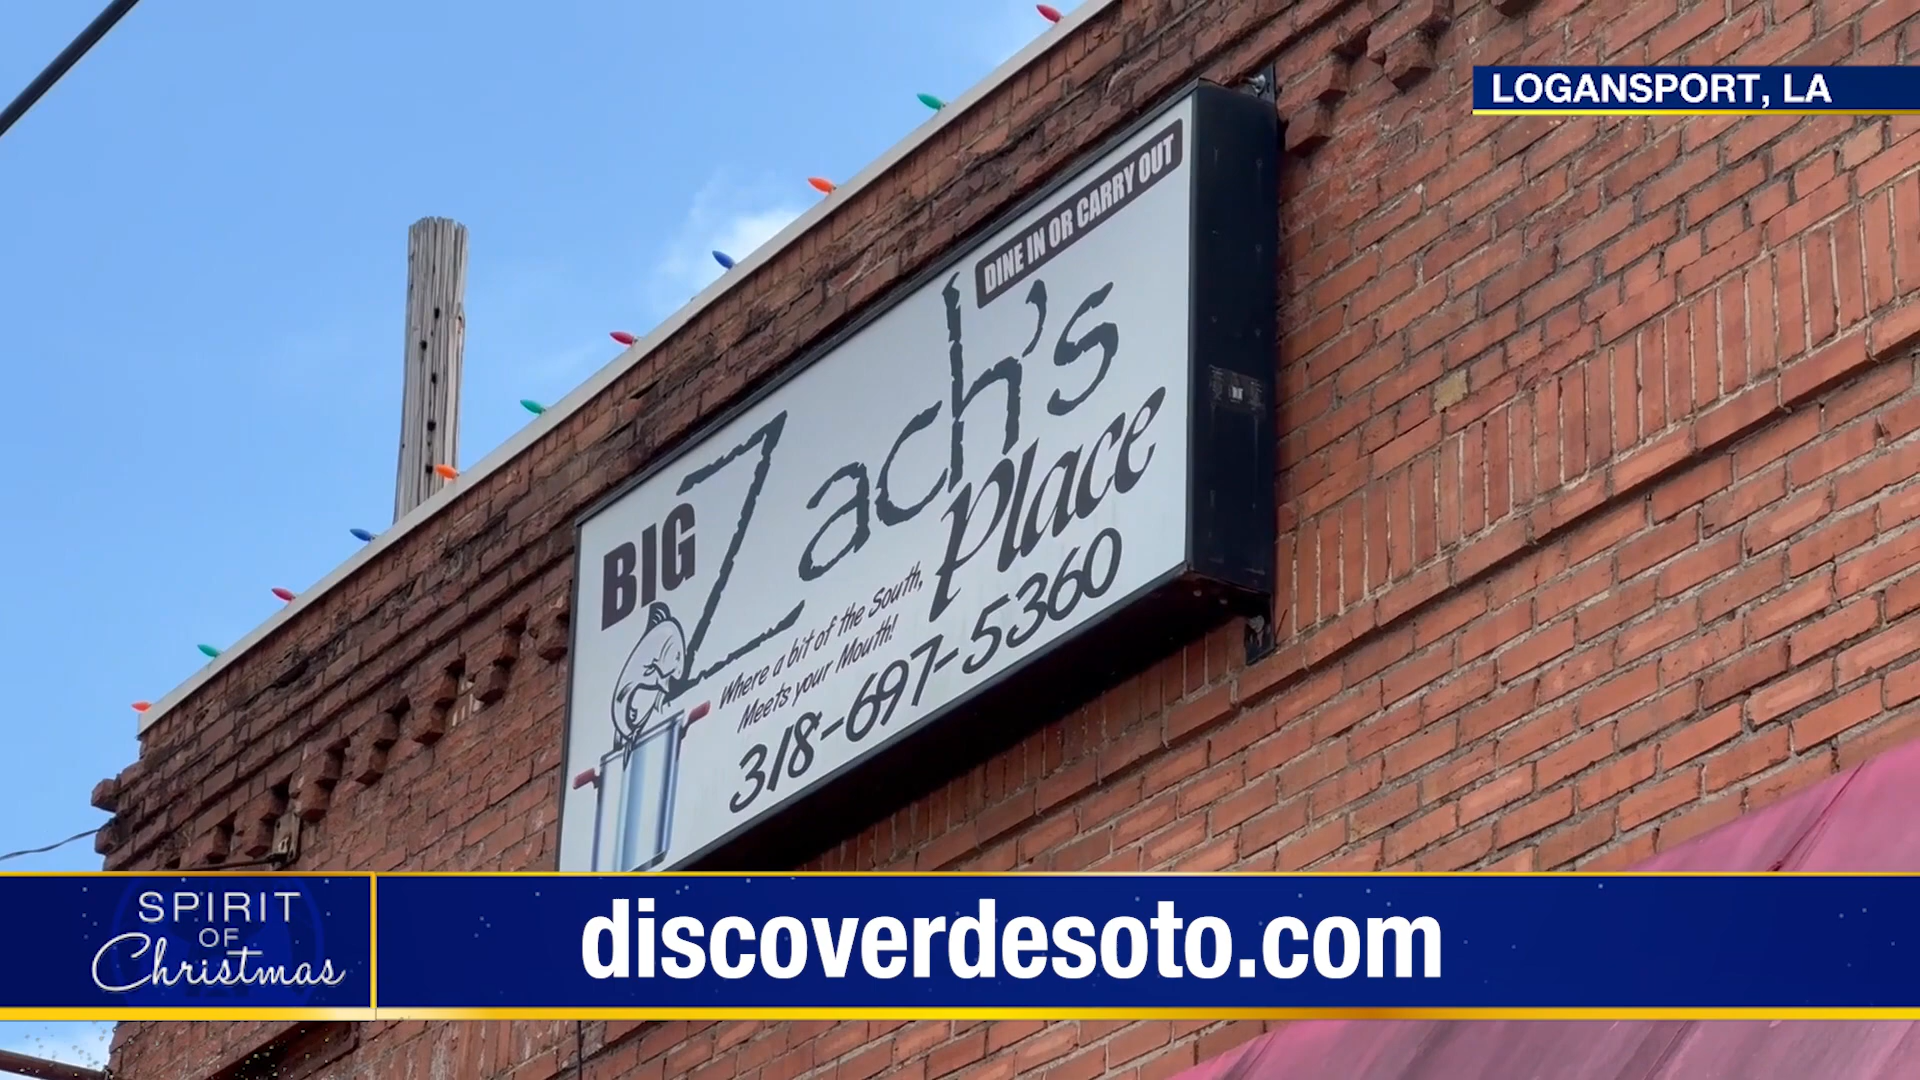 LOGANSPORT, LA
DINE IN OR CARRY OUT
BIG Zach's
Place
Where a bit of the South,
Meets your Mouth!
318-697-5360
SPIRIT
OF
Christmas
discoverdesoto.com